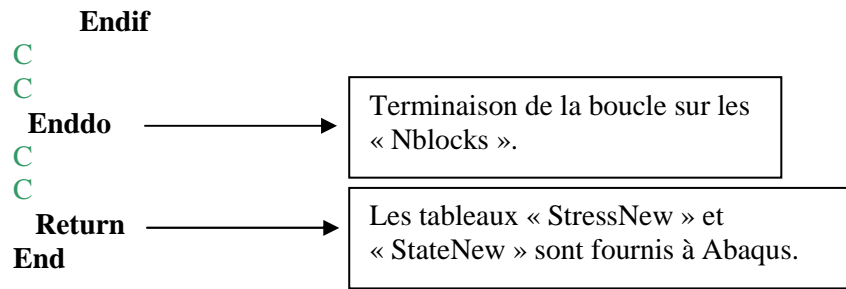 Endif
C
C
Enddo
Terminaison de la boucle sur les
« Nblocks ».
C
C
Return
Les tableaux « StressNew » et
« StateNew » sont fournis à Abaqus.
End